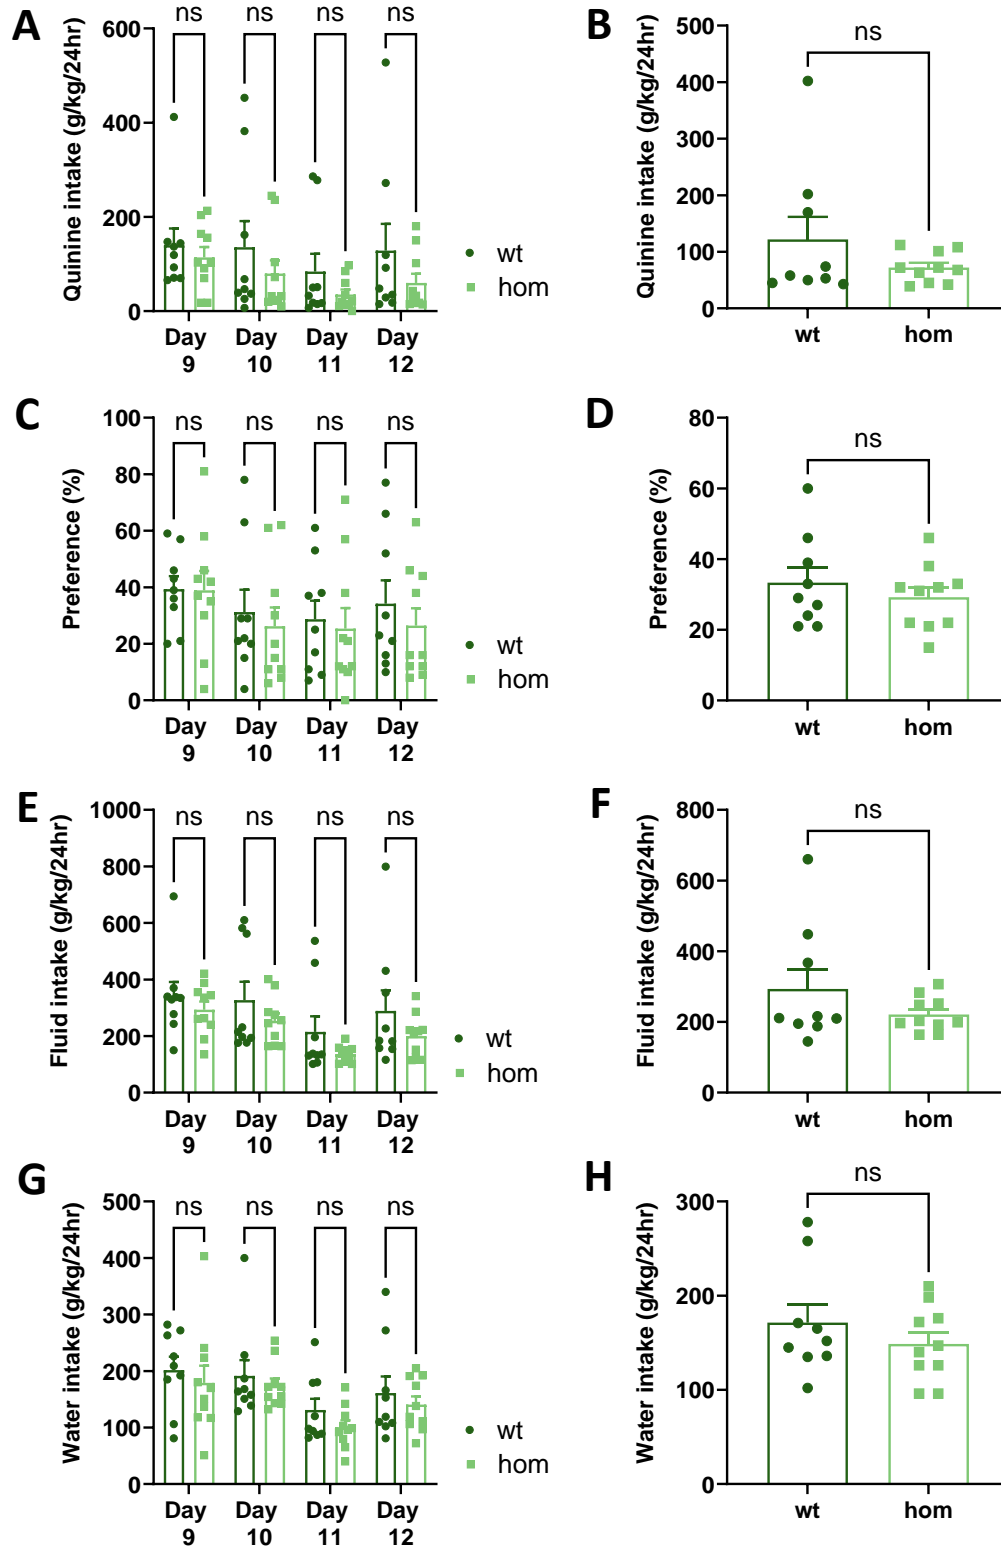 A
Quinine intake (g/kg/24hr)
600
400
200
0
ns ns ns ns
Day Day Day Day
9 10 11 12
wt
hom
B
Quinine intake (g/kg/24hr)
500
400
300
200
100
0
ns
wt hom
C
Preference (%)
100
80
60
40
20
0
ns ns ns ns
Day Day Day Day
9 10 11 12
wt
hom
D
Preference (%)
80
60
40
20
0
ns
wt hom
E
Fluid intake (g/kg/24hr)
1000
800
600
400
200
0
ns ns ns ns
Day Day Day Day
9 10 11 12
wt
hom
F
Fluid intake (g/kg/24hr)
800
600
400
200
0
ns
wt hom
G
Water intake (g/kg/24hr)
500
400
300
200
100
0
ns ns ns ns
Day Day Day Day
9 10 11 12
wt
hom
H
Water intake (g/kg/24hr)
300
200
100
0
ns
wt hom